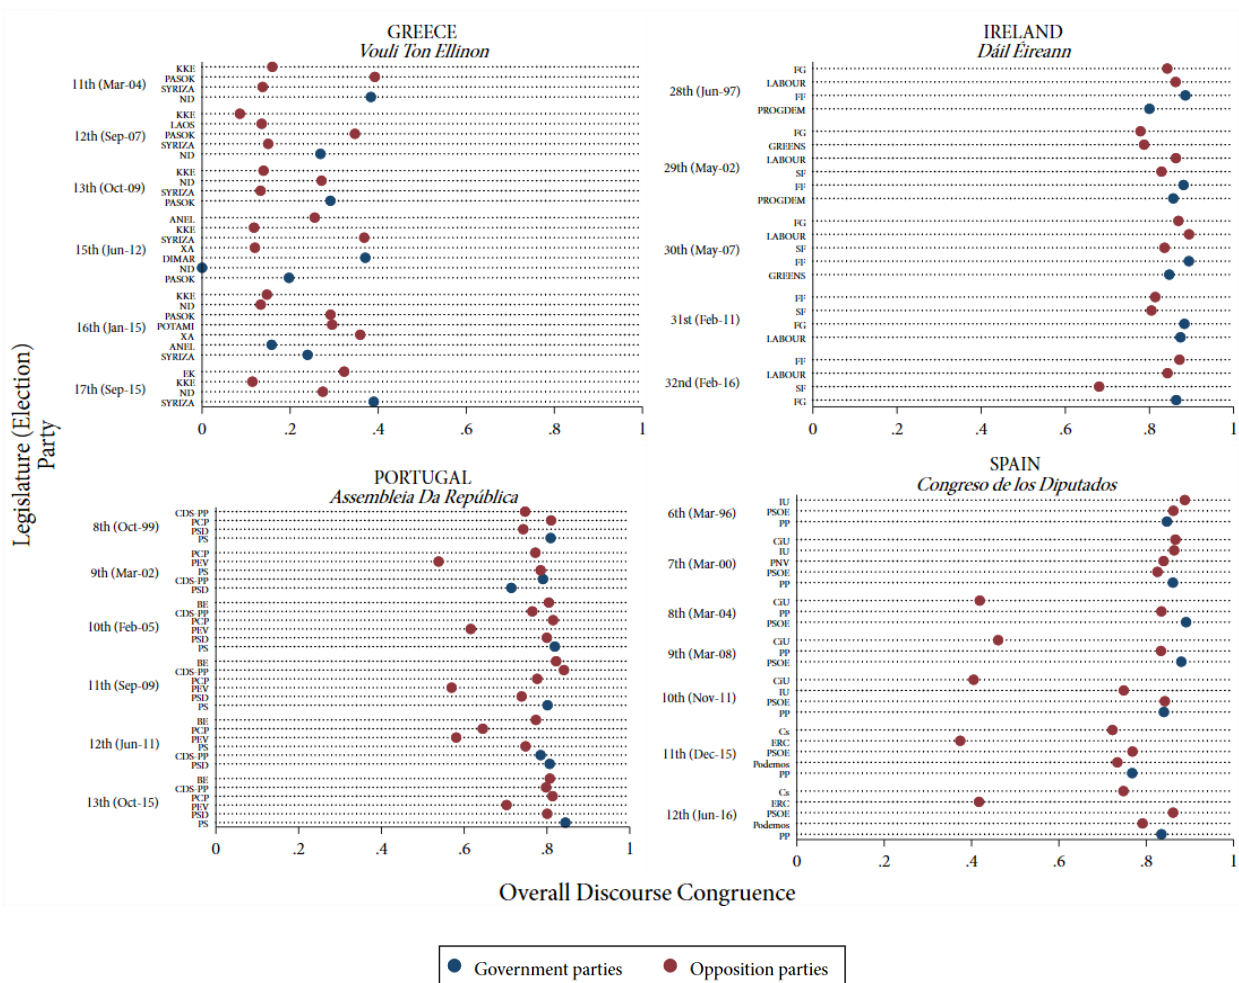 GREECE
Vouli Ton Ellinon
11th (Mar-04)
KKE
PASOK
SYRIZA
ND
12th (Sep-07)
KKE
LAOS
PASOK
SYRIZA
ND
13th (Oct-09)
KKE
ND
SYRIZA
PASOK
15th (Jun-12)
ANEL
KKE
SYRIZA
XA
DIMAR
ND
PASOK
16th (Jan-15)
KKE
ND
PASOK
POTAMI
XA
ANEL
SYRIZA
17th (Sep-15)
EK
KKE
ND
SYRIZA
0 .2 .4 .6 .8 1
IRELAND
Dáil Éireann
28th (Jun-97)
FG
LABOUR
FF
PROGDEM
29th (May-02)
FG
GREENS
LABOUR
SF
FF
PROGDEM
30th (May-07)
FG
LABOUR
SF
FF
GREENS
31st (Feb-11)
FF
SF
FG
LABOUR
32nd (Feb-16)
FF
LABOUR
SF
FG
0 .2 .4 .6 .8 1
Legislature (Election)
Party
PORTUGAL
Assembleia Da República
8th (Oct-99)
CDS-PP
PCP
PSD
PS
9th (Mar-02)
PCP
PEV
PS
CDS-PP
PSD
10th (Feb-05)
BE
CDS-PP
PCP
PEV
PSD
PS
11th (Sep-09)
BE
CDS-PP
PCP
PEV
PSD
PS
12th (Jun-11)
BE
PCP
PEV
PS
CDS-PP
PSD
13th (Oct-15)
BE
CDS-PP
PCP
PEV
PSD
PS
0 .2 .4 .6 .8 1
SPAIN
Congreso de los Diputados
6th (Mar-96)
IU
PSOE
PP
7th (Mar-00)
CiU
IU
PNV
PSOE
PP
8th (Mar-04)
CiU
PP
PSOE
9th (Mar-08)
CiU
PP
PSOE
10th (Nov-11)
CiU
IU
PSOE
PP
11th (Dec-15)
Cs
ERC
PSOE
Podemos
PP
12th (Jun-16)
Cs
ERC
PSOE
Podemos
PP
0 .2 .4 .6 .8 1
Overall Discourse Congruence
Government parties
Opposition parties